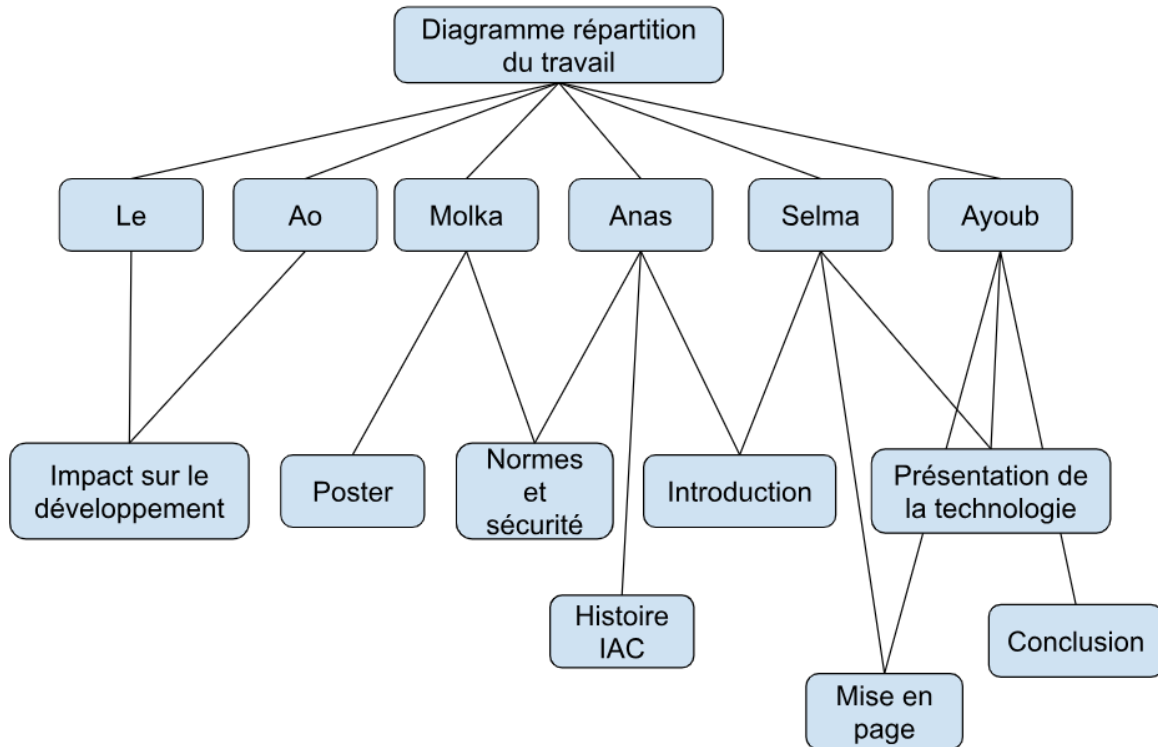 Diagramme répartition
du travail
Le
Ao
Molka
Anas
Selma
Ayoub
Impact sur le
développement
Poster
Normes
et
sécurité
Introduction
Présentation de
la technologie
Histoire
IAC
Conclusion
Mise en
page